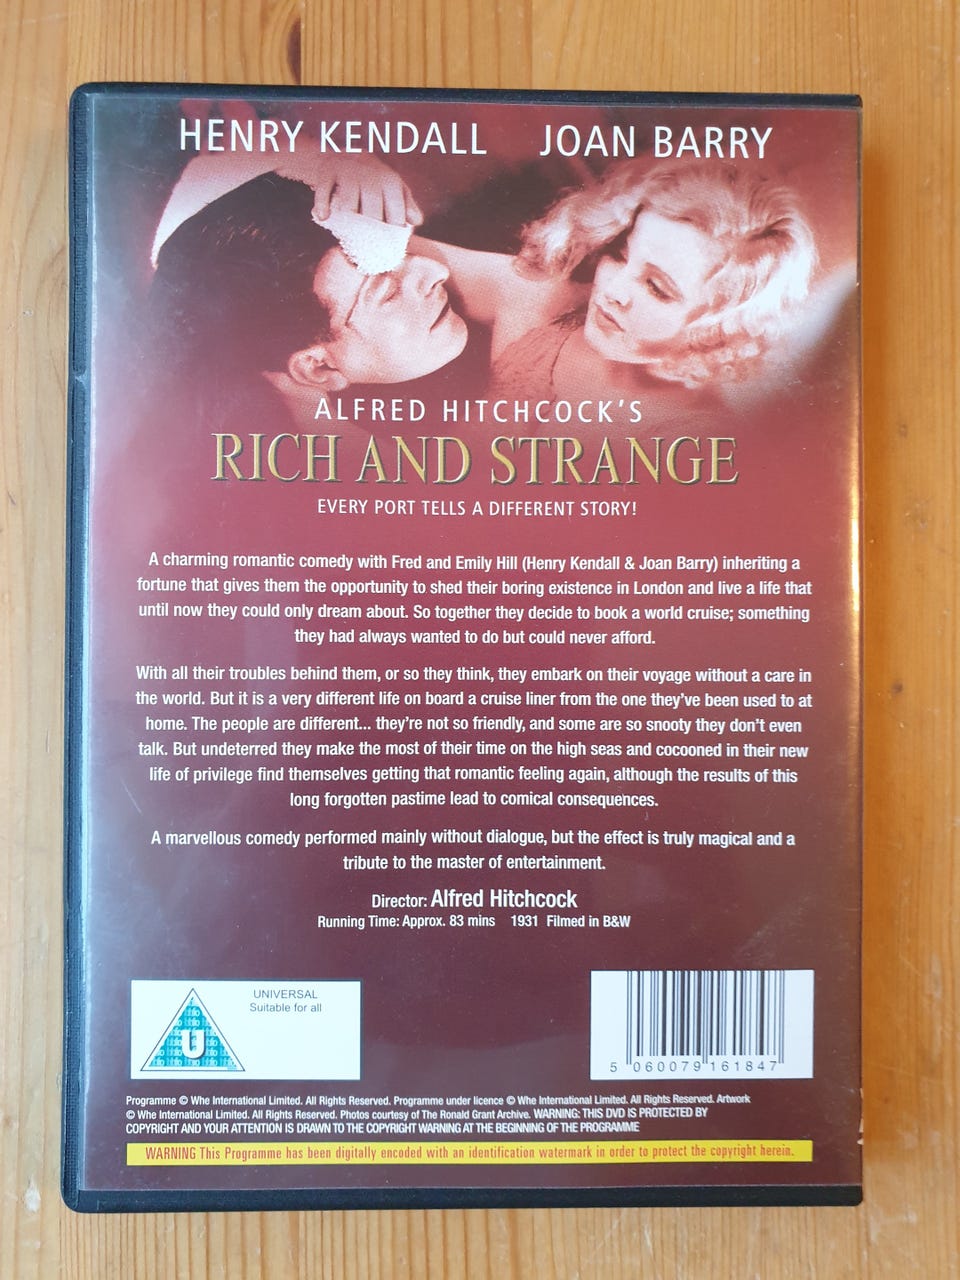 HENRY KENDALL JOAN BARRY
ALFRED HITCHCOCK'S
RICH AND STRANGE
EVERY PORT TELLS A DIFFERENT STORY!
A charming romantic comedy with Fred and Emily Hill (Henry Kendall & Joan Barry) inheriting a
fortune that gives them the opportunity to shed their boring existence in London and live a life that
until now they could only dream about. So together they decide to book a world cruise; something
they had always wanted to do but could never afford.
With all their troubles behind them, or so they think, they embark on their voyage without a care in
the world. But it is a very different life on board a cruise liner from the one they've been used to at
home. The people are different... they're not so friendly, and some are so snooty they don't even
talk. But undeterred they make the most of their time on the high seas and cocooned in their new
life of privilege find themselves getting that romantic feeling again, although the results of this
long forgotten pastime lead to comical consequences.
A marvellous comedy performed mainly without dialogue, but the effect is truly magical and a
tribute to the master of entertainment.
Director: Alfred Hitchcock
Running Time: Approx. 83 mins 1931 Filmed in B&W
UNIVERSAL
Suitable for all
U
5 060079 161847
Programme © Whe International Limited. All Rights Reserved. Programme under licence © Whe International Limited. All Rights Reserved. Artwork
© Whe International Limited. All Rights Reserved. Photos courtesy of The Ronald Grant Archive. WARNING: THIS DVD IS PROTECTED BY
COPYRIGHT AND YOUR ATTENTION IS DRAWN TO THE COPYRIGHT WARNING AT THE BEGINNING OF THE PROGRAMME
WARNING This Programme has been digitally encoded with an identification watermark in order to protect the copyright herein.